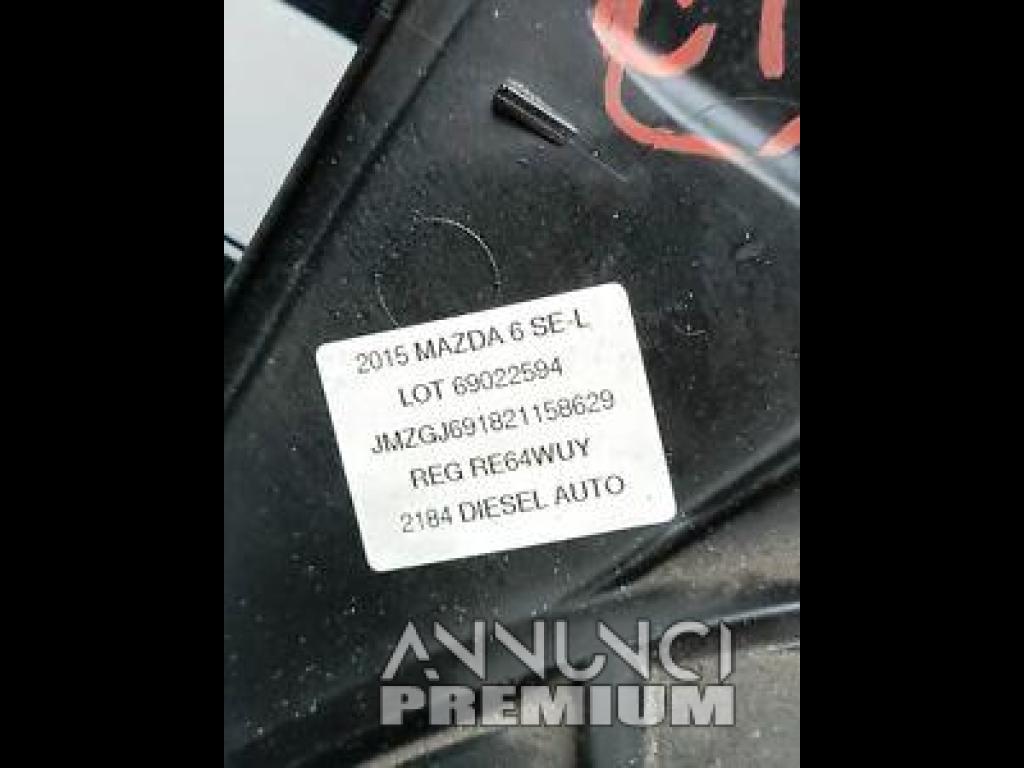 2015 MAZDA 6 SE-L
LOT 69022594
JMZGJ691821158629
REG RE64WUY
2184 DIESEL AUTO
ANNUNCI
PREMIUM